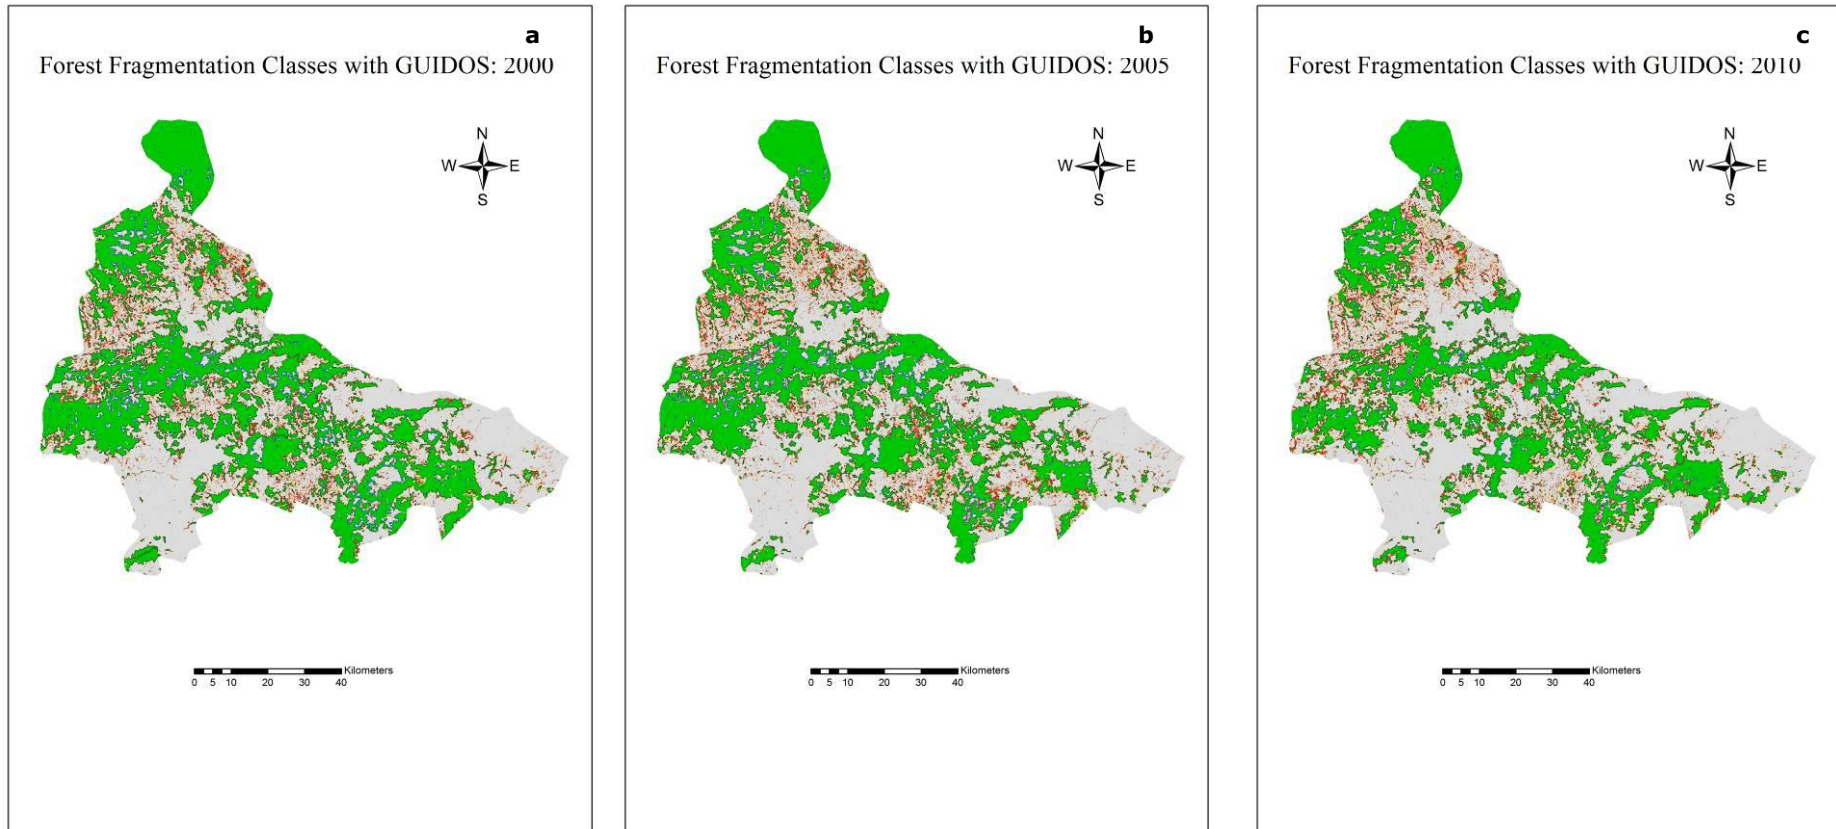 a
Forest Fragmentation Classes with GUIDOS: 2000
N
W E
S
Kilometers
0 5 10 20 30 40
b
Forest Fragmentation Classes with GUIDOS: 2005
N
W E
S
Kilometers
0 5 10 20 30 40
c
Forest Fragmentation Classes with GUIDOS: 2010
N
W E
S
Kilometers
0 5 10 20 30 40